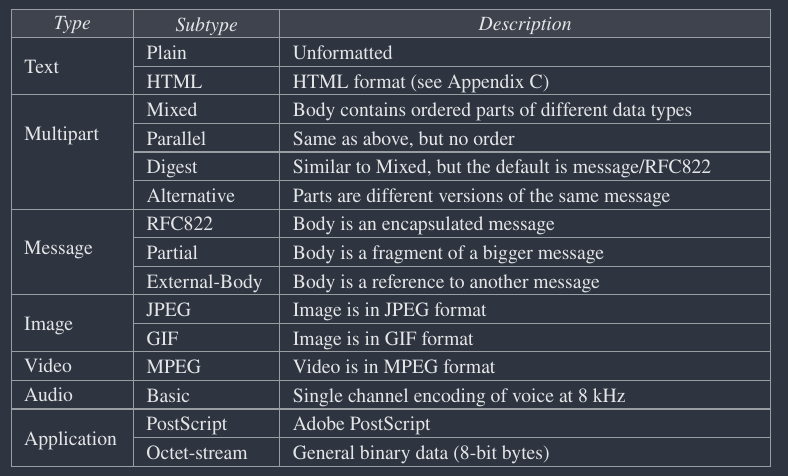 Type Subtype Description
Text Plain Unformatted
HTML HTML format (see Appendix C)
Multipart Mixed Body contains ordered parts of different data types
Parallel Same as above, but no order
Digest Similar to Mixed, but the default is message/RFC822
Alternative Parts are different versions of the same message
Message RFC822 Body is an encapsulated message
Partial Body is a fragment of a bigger message
External-Body Body is a reference to another message
Image JPEG Image is in JPEG format
GIF Image is in GIF format
Video MPEG Video is in MPEG format
Audio Basic Single channel encoding of voice at 8 kHz
Application PostScript Adobe PostScript
Octet-stream General binary data (8-bit bytes)